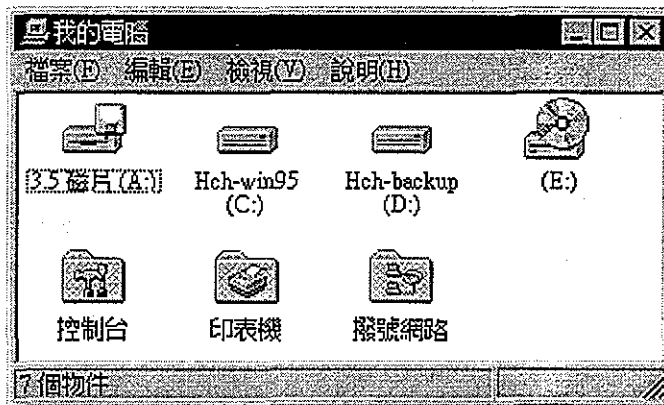 我的電腦
檔案(F) 編輯(E) 檢視(V) 說明(H)
3.5 磁片 (A:) Hch-win95 (C:) Hch-backup (D:) (E:)
控制台 印表機 撥號網路
7 個物件